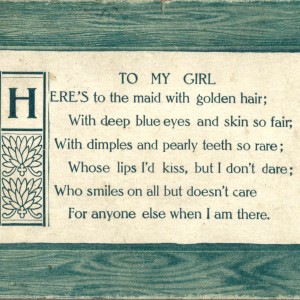 TO MY GIRL
HERE'S to the maid with golden hair;
With deep blue eyes and skin so fair;
With dimples and pearly teeth so rare;
Whose lips I'd kiss, but I don't dare;
Who smiles on all but doesn't care
For anyone else when I am there.